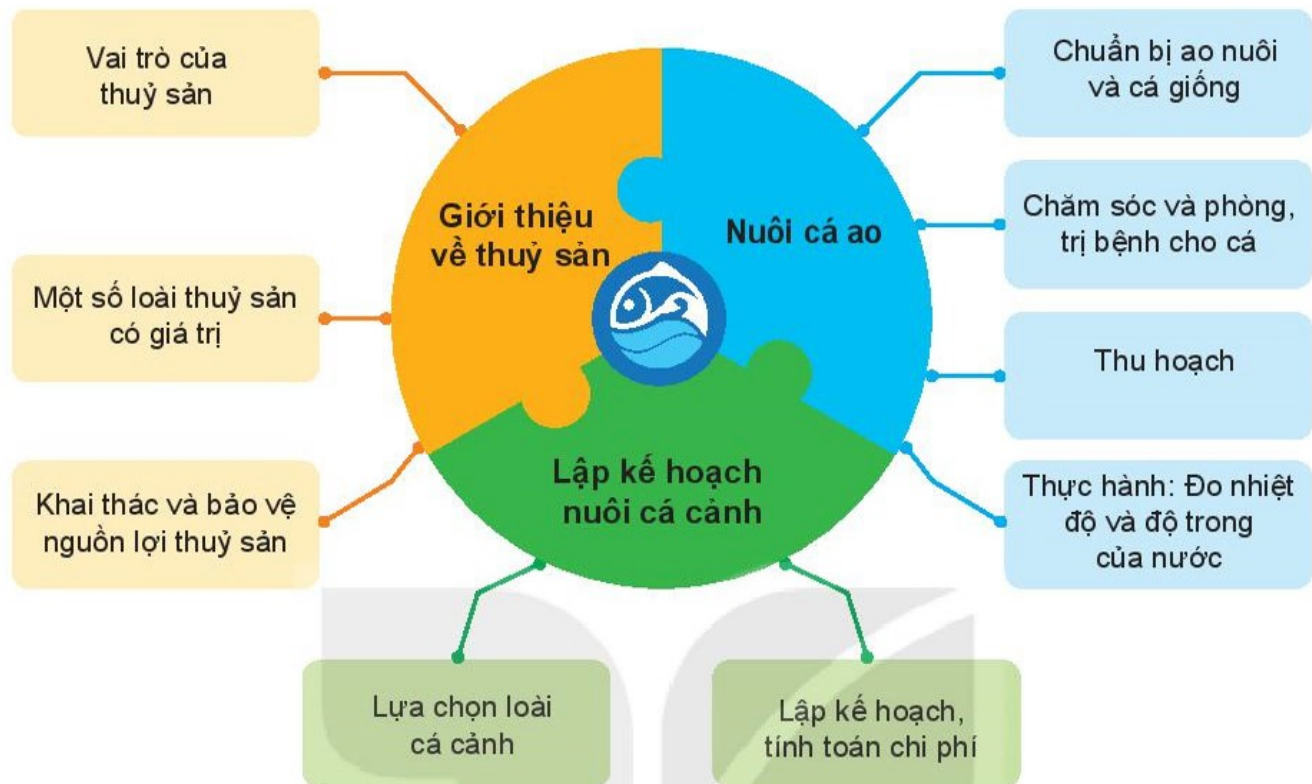 Vai trò của
thuỷ sản
Một số loài thuỷ sản
có giá trị
Khai thác và bảo vệ
nguồn lợi thuỷ sản
Giới thiệu
về thuỷ sản
Nuôi cá ao
Lập kế hoạch
nuôi cá cảnh
Chuẩn bị ao nuôi
và cá giống
Chăm sóc và phòng,
trị bệnh cho cá
Thu hoạch
Thực hành: Đo nhiệt
độ và độ trong
của nước
Lựa chọn loài
cá cảnh
Lập kế hoạch,
tính toán chi phí